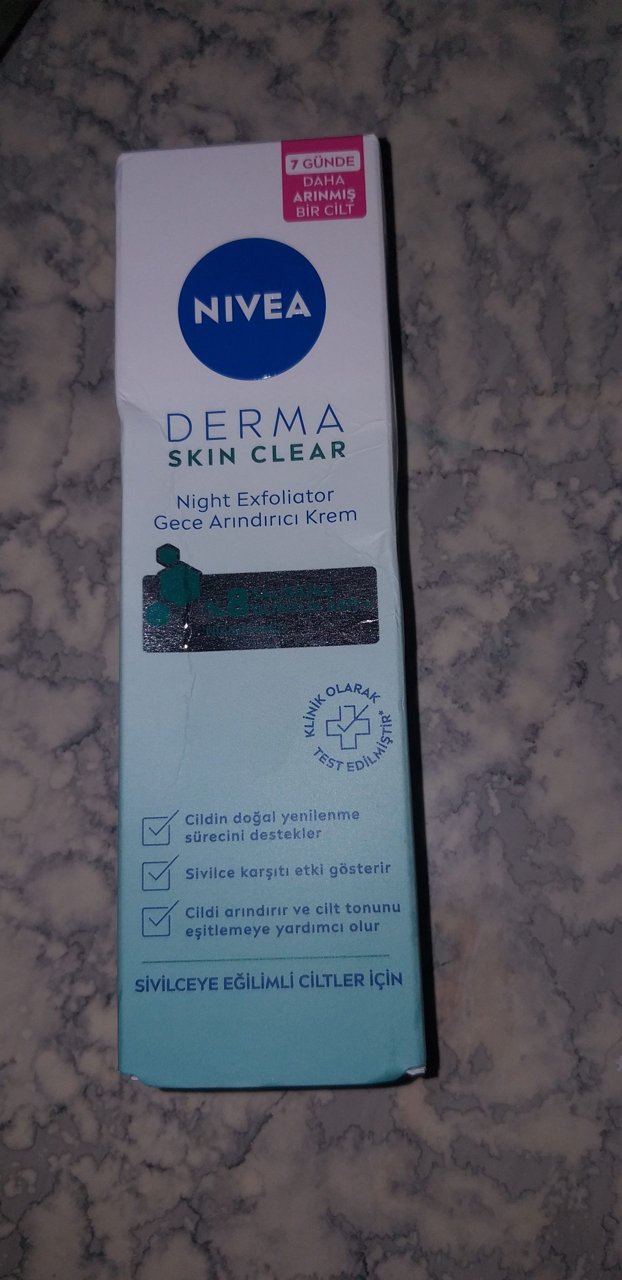 7 GÜNDE
DAHA
ARINMIŞ
BİR CİLT
NIVEA
DERMA
SKIN CLEAR
Night Exfoliator
Gece Arındırıcı Krem
%8
KLİNİK OLARAK
TEST EDİLMİŞTİR*
Cildin doğal yenilenme
sürecini destekler
Sivilce karşıtı etki gösterir
Cildi arındırır ve cilt tonunu
eşitlemeye yardımcı olur
SİVİLCEYE EĞİLİMLİ CİLTLER İÇİN